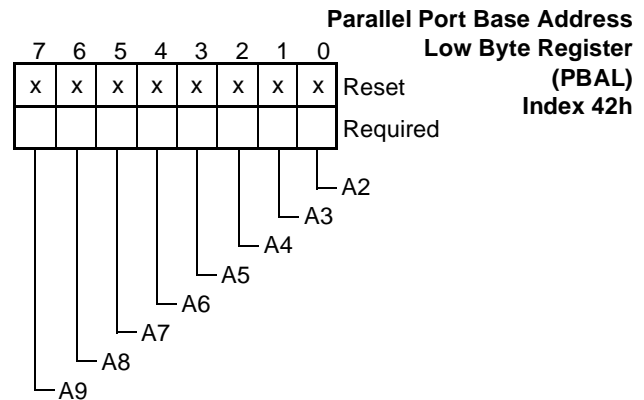 Parallel Port Base Address
Low Byte Register
(PBAL)
Index 42h
7 6 5 4 3 2 1 0
x x x x x x x x Reset
Required
A2
A3
A4
A5
A6
A7
A8
A9